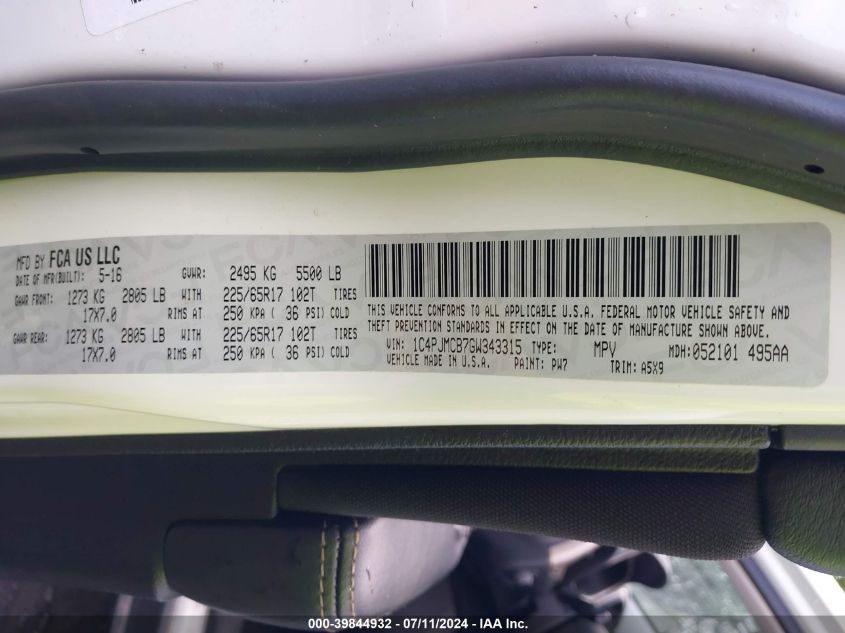 MFD BY FCA US LLC
DATE OF MFR(BUILT): 5-16 GVWR: 2495 KG 5500 LB
GAWR FRONT: 1273 KG 2805 LB WITH 225/65R17 102T TIRES
17X7.0 RIMS AT 250 KPA ( 36 PSI) COLD
GAWR REAR: 1273 KG 2805 LB WITH 225/65R17 102T TIRES
17X7.0 RIMS AT 250 KPA ( 36 PSI) COLD
THIS VEHICLE CONFORMS TO ALL APPLICABLE U.S.A. FEDERAL MOTOR VEHICLE SAFETY AND
THEFT PREVENTION STANDARDS IN EFFECT ON THE DATE OF MANUFACTURE SHOWN ABOVE.
VIN: 1C4PJMCB7GW343315 TYPE: MPV MDH:052101 495AA
VEHICLE MADE IN U.S.A. PAINT: PW7 TRIM: A5X9
000-39844932 - 07/11/2024 - IAA Inc.